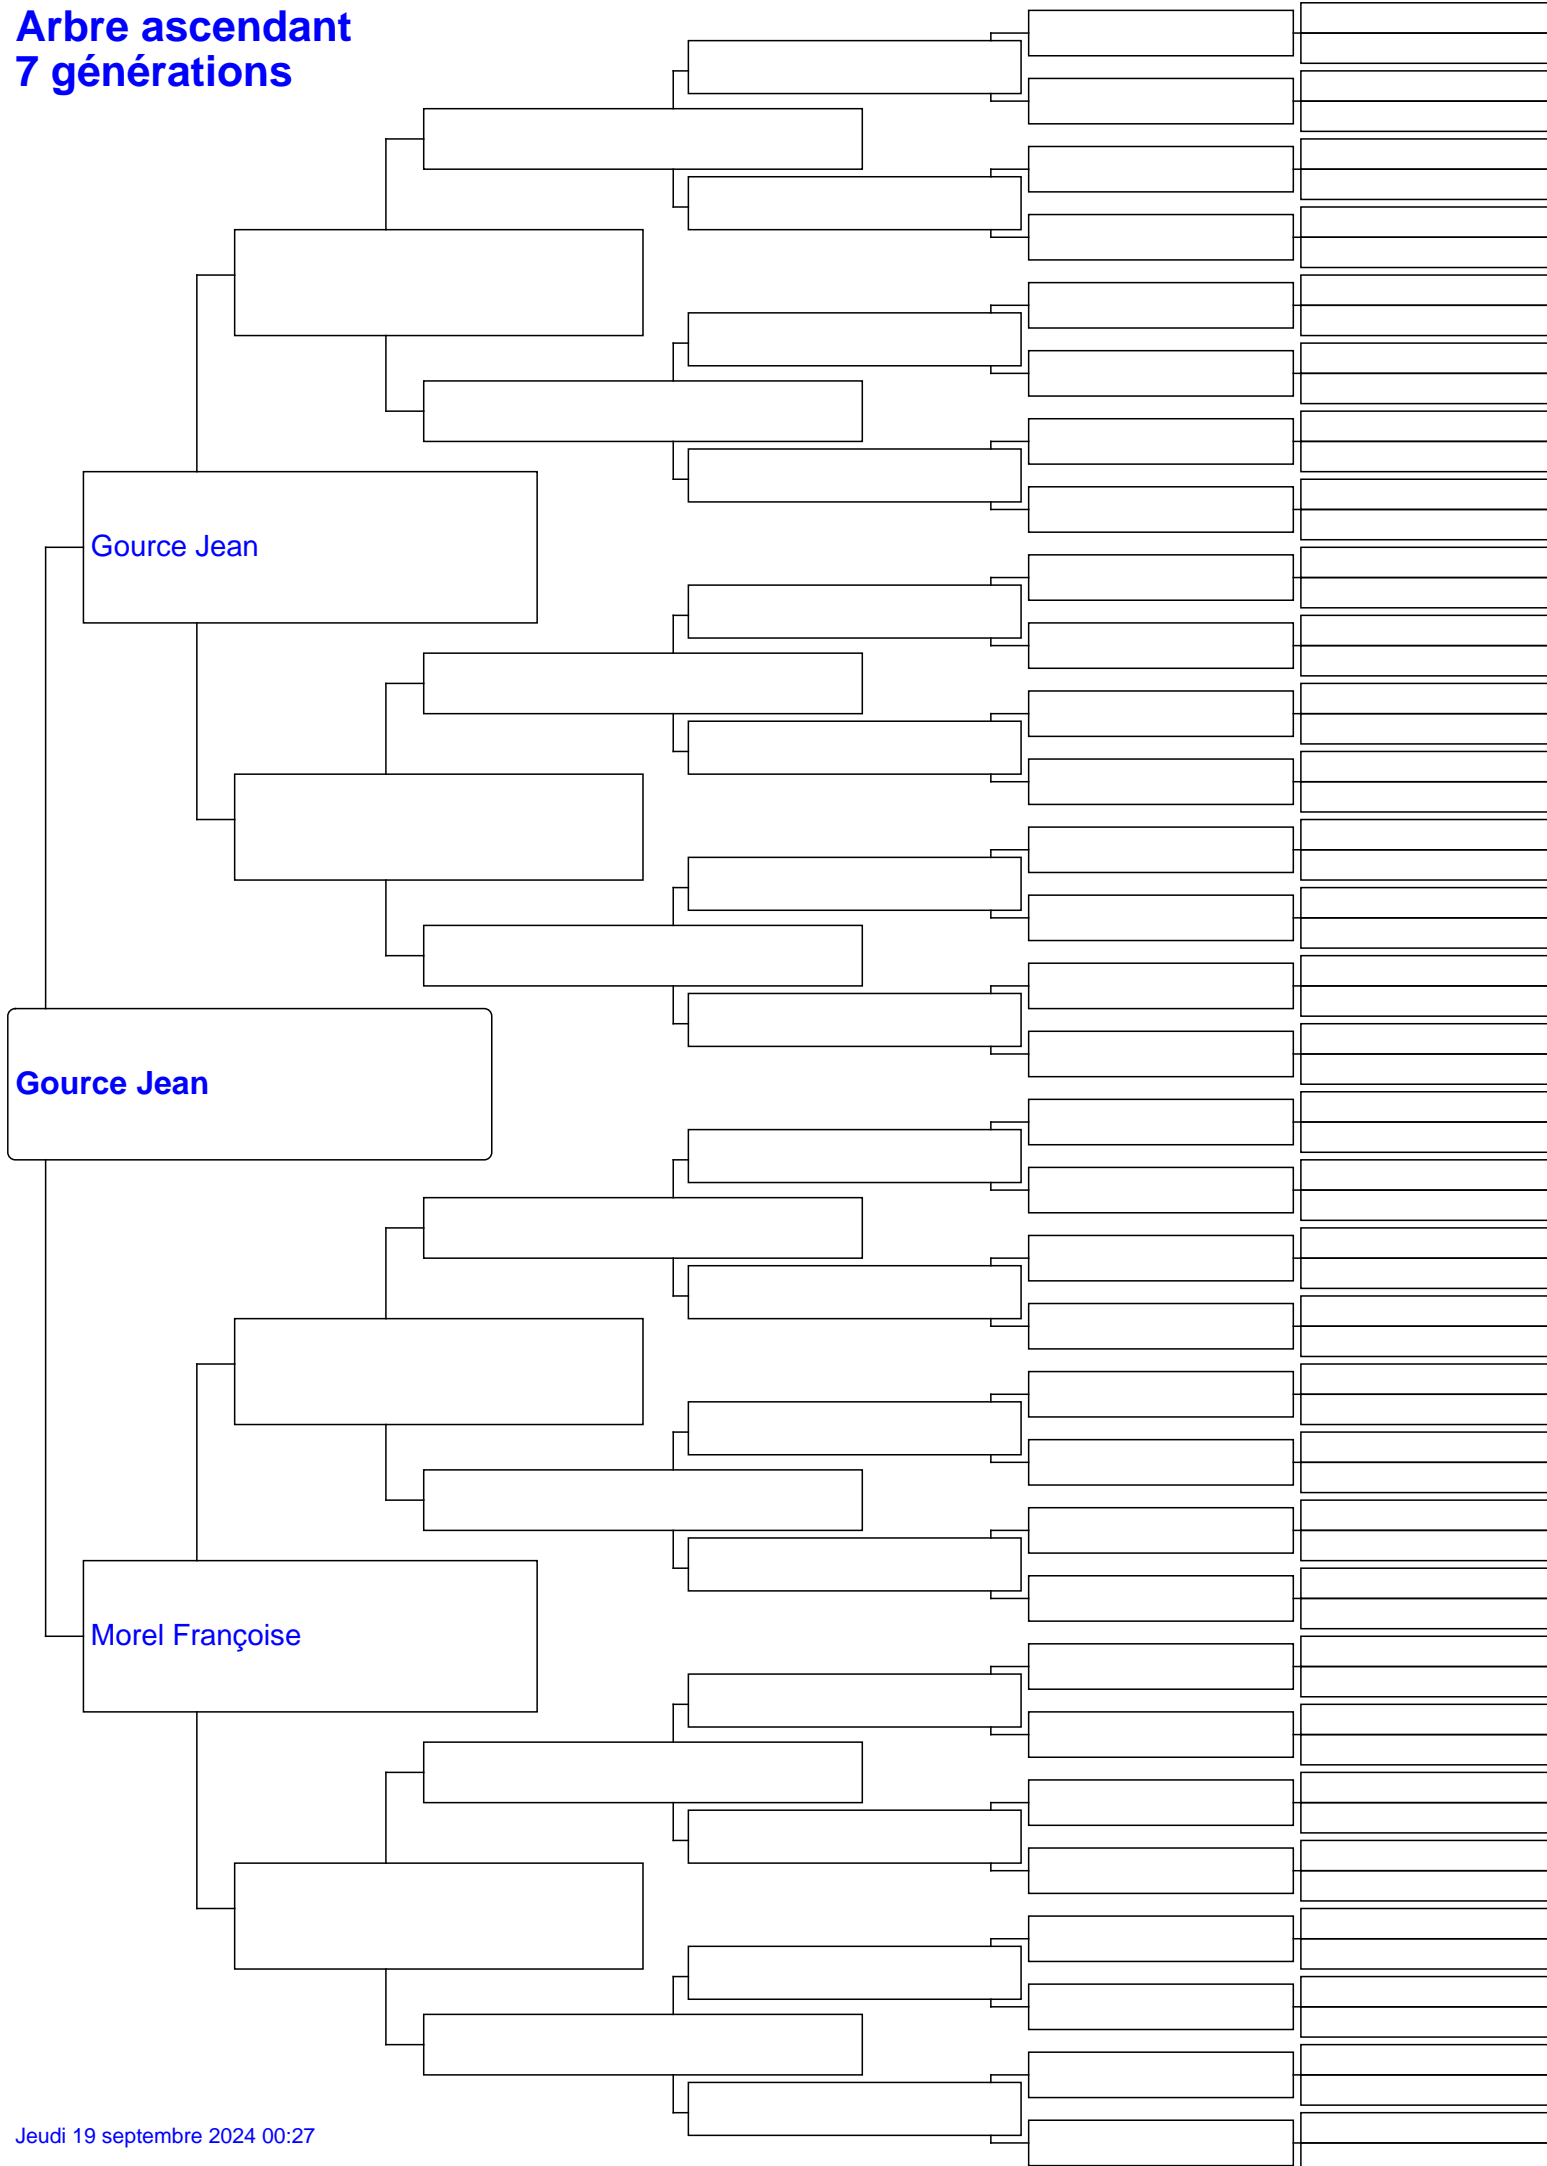 Arbre ascendant
7 générations
Gource Jean
Gource Jean
Morel Françoise
Jeudi 19 septembre 2024 00:27